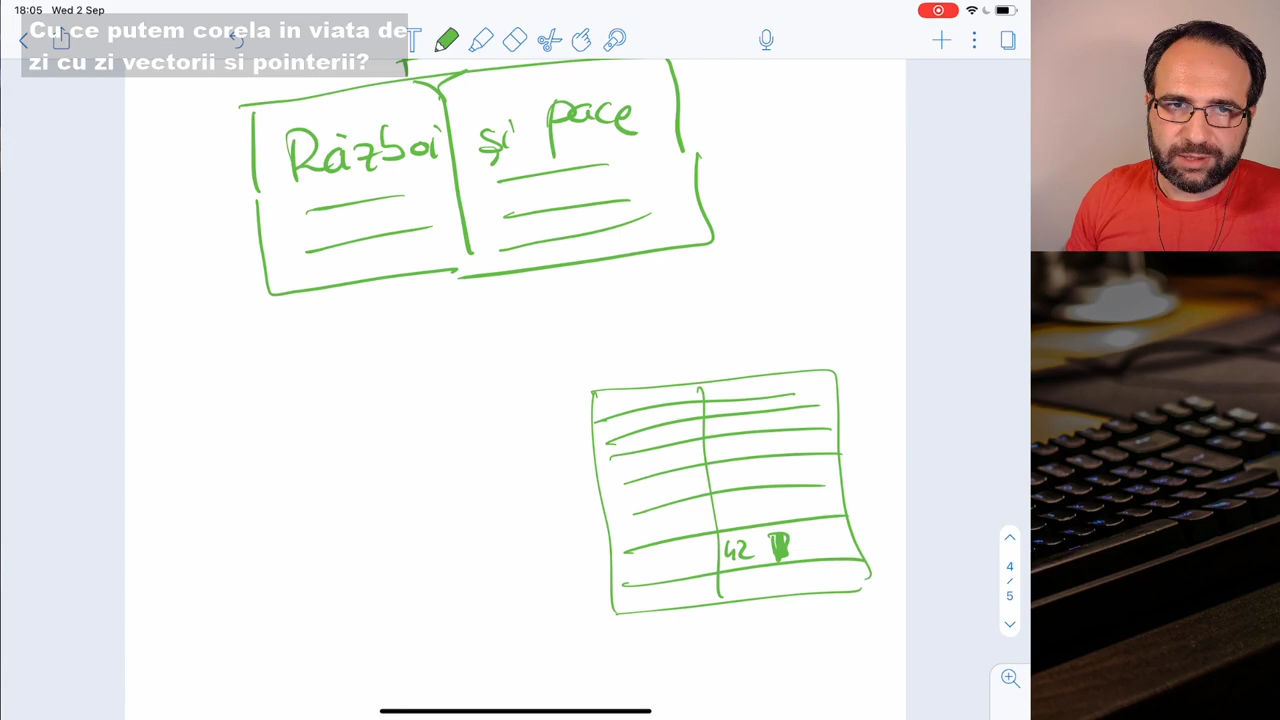 18:05 Wed 2 Sep
Cu ce putem corela in viata de
zi cu zi vectorii si pointerii?
T
Război și pace
42
4
/
5